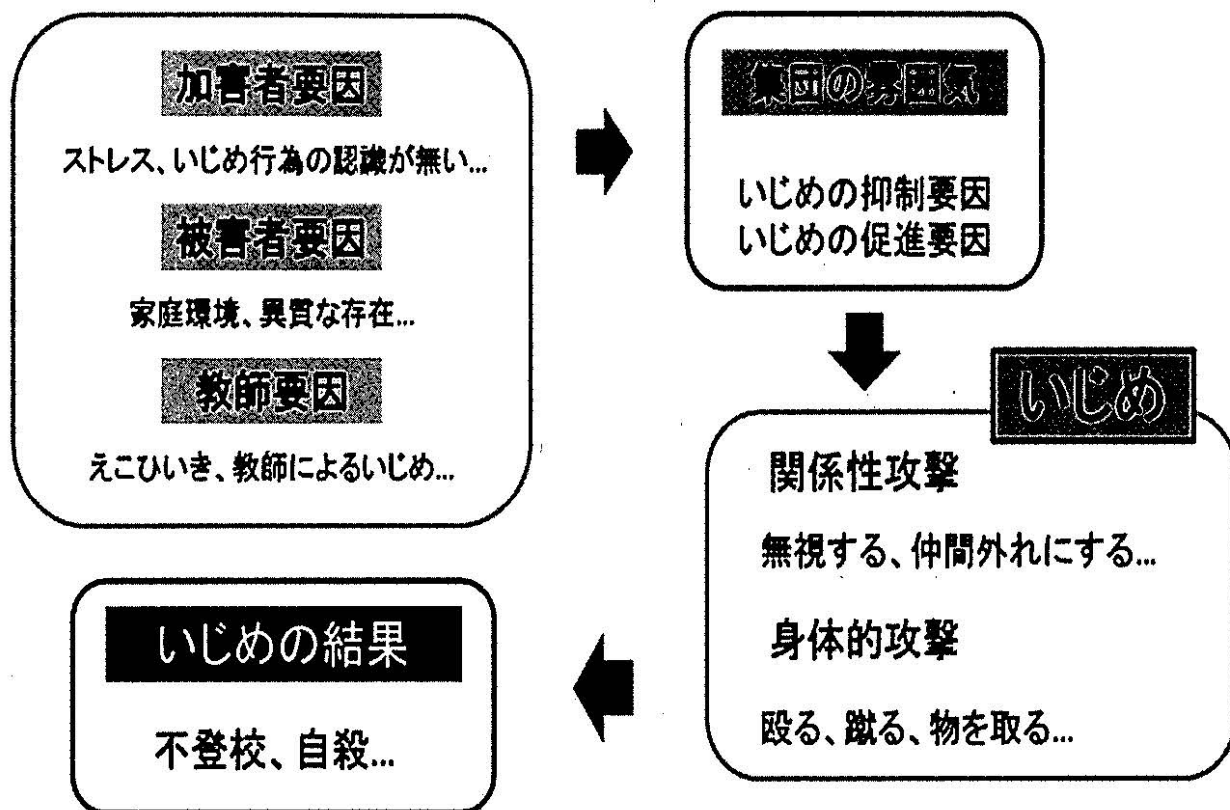 加害者要因
ストレス、いじめ行為の認識が無い...
被害者要因
家庭環境、異質な存在...
教師要因
えこひいき、教師によるいじめ...
集団の雰囲気
いじめの抑制要因
いじめの促進要因
いじめ
関係性攻撃
無視する、仲間外れにする...
身体的攻撃
殴る、蹴る、物を取る...
いじめの結果
不登校、自殺...